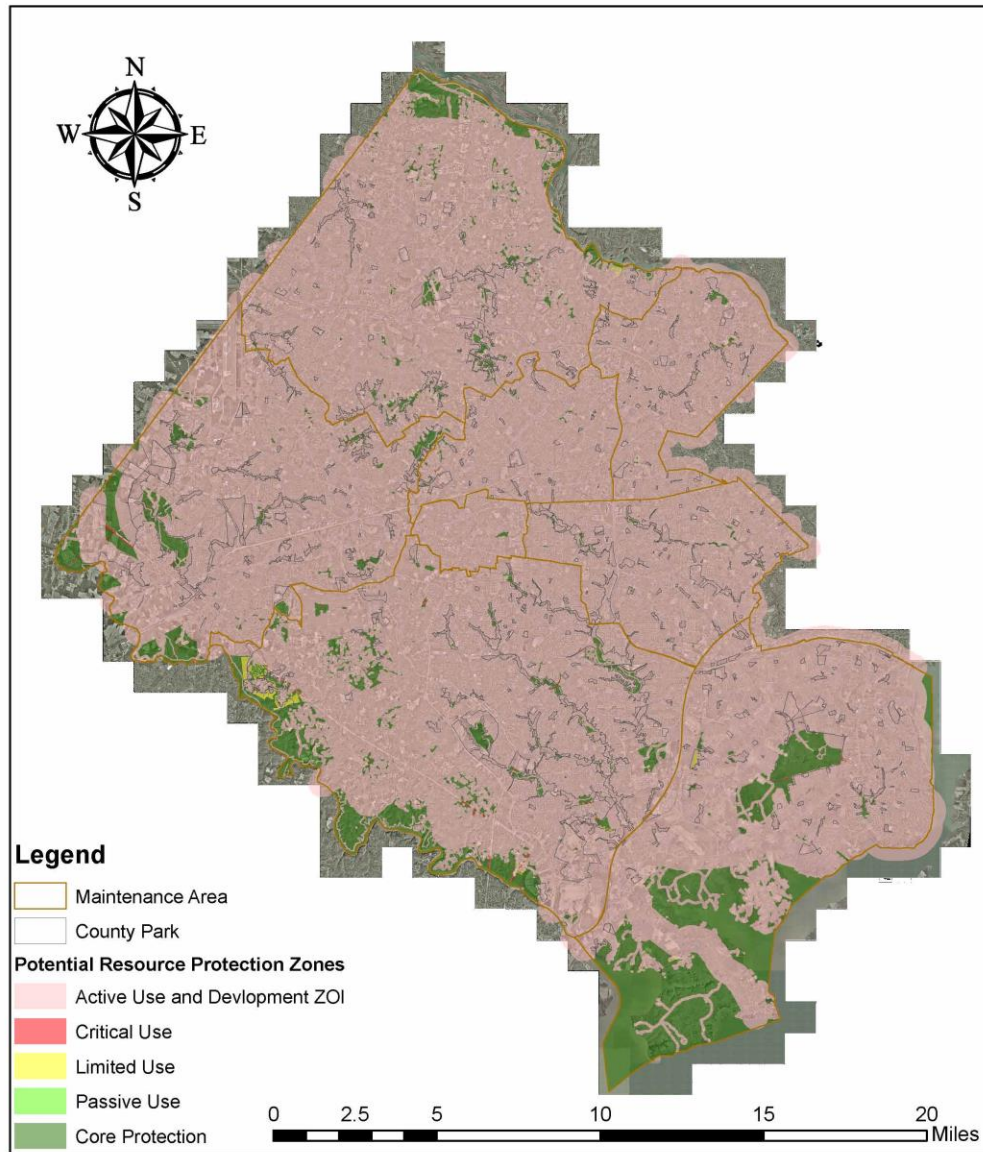 N
W E
S
Legend
Maintenance Area
County Park
Potential Resource Protection Zones
Active Use and Devlopment ZOI
Critical Use
Limited Use
Passive Use
Core Protection
0 2.5 5 10 15 20
Miles